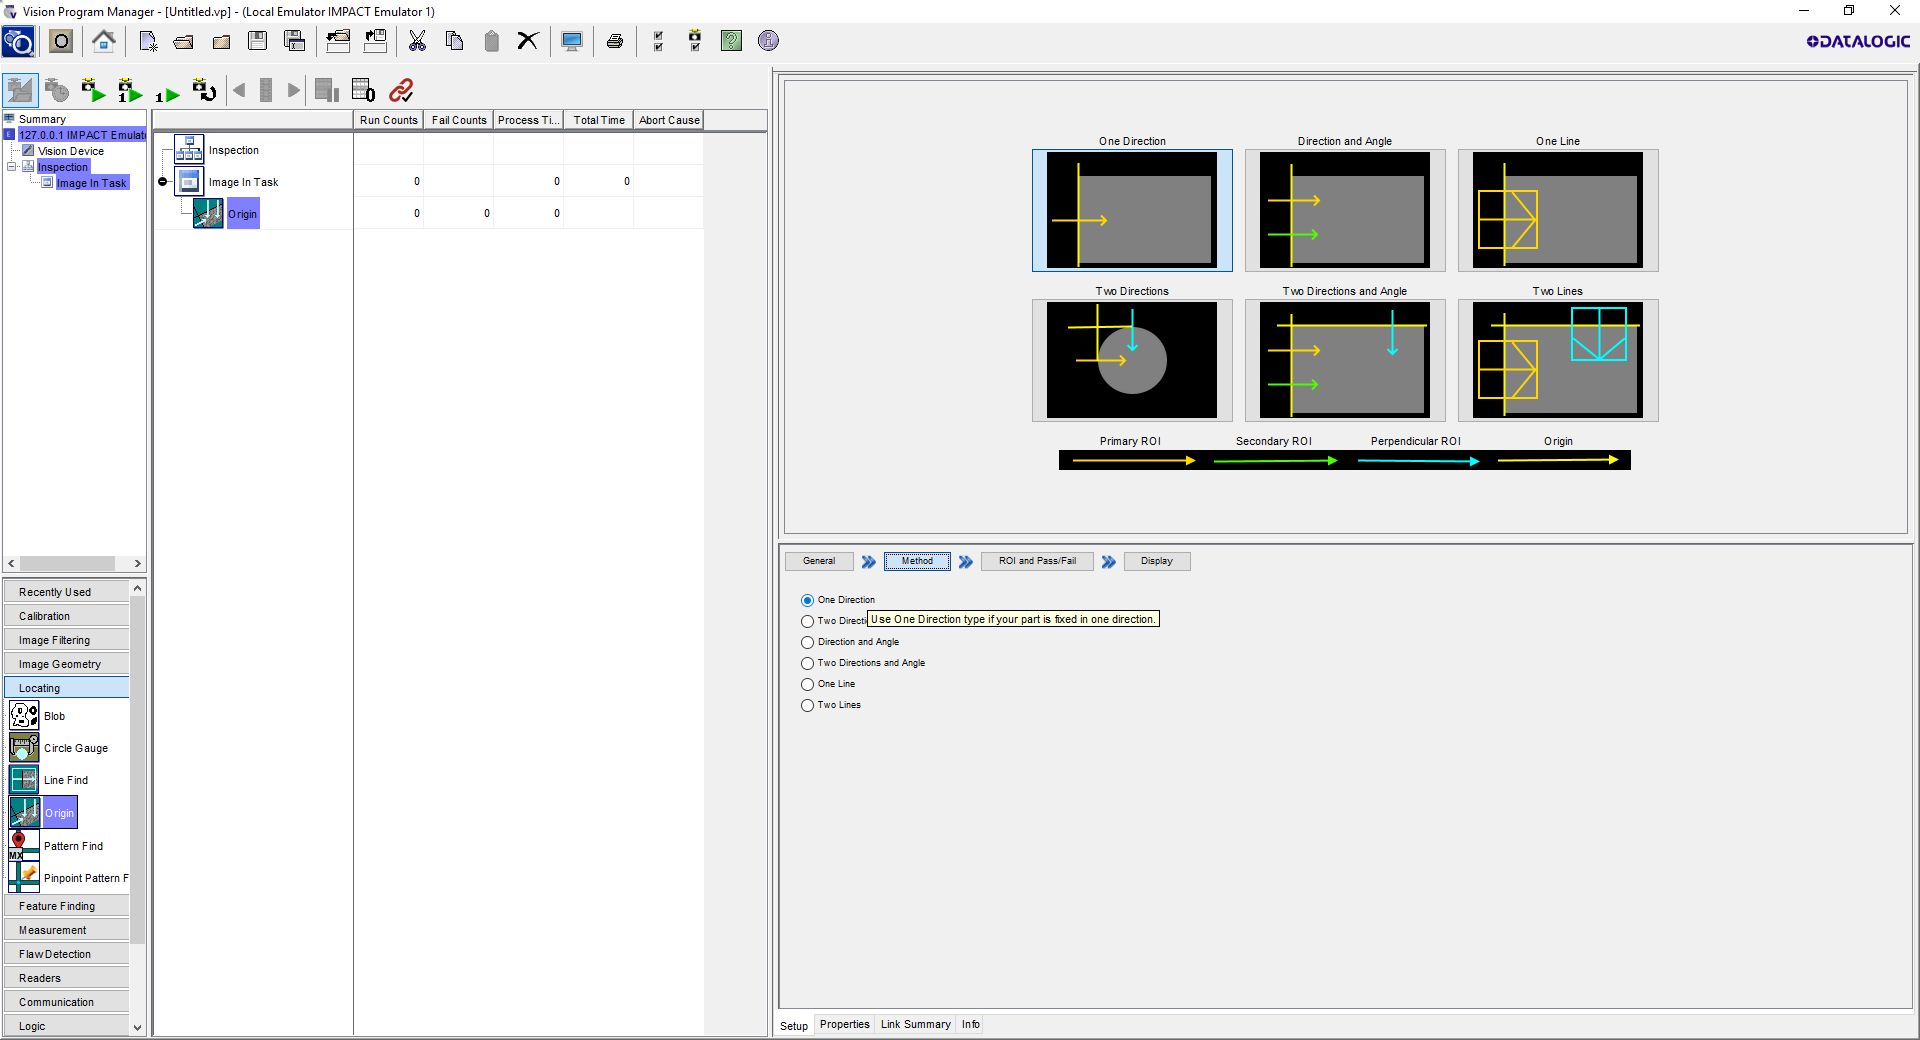 Vision Program Manager - [Untitled.vp] - (Local Emulator IMPACT Emulator 1)
DATALOGIC
Summary
127.0.0.1 IMPACT Emulato
Vision Device
Inspection
Image In Task
Run Counts Fail Counts Process Ti... Total Time Abort Cause
Inspection
Image In Task 0 0 0
Origin 0 0 0
Recently Used
Calibration
Image Filtering
Image Geometry
Locating
Blob
Circle Gauge
Line Find
Origin
Pattern Find
MX
Pinpoint Pattern F
Feature Finding
Measurement
Flaw Detection
Readers
Communication
Logic
One Direction Direction and Angle One Line
Two Directions Two Directions and Angle Two Lines
Primary ROI Secondary ROI Perpendicular ROI Origin
General Method ROI and Pass/Fail Display
One Direction
Two Directi
Use One Direction type if your part is fixed in one direction.
Direction and Angle
Two Directions and Angle
One Line
Two Lines
Setup Properties Link Summary Info